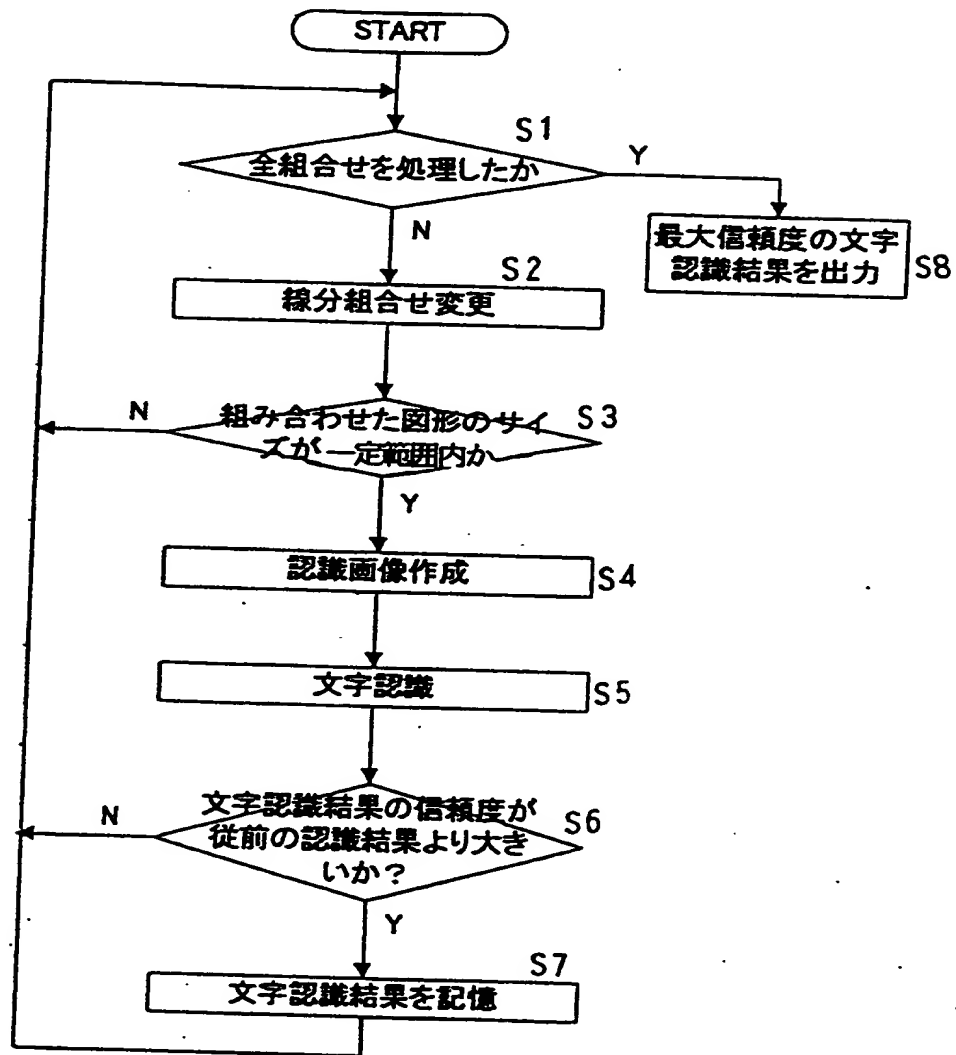 START
S1
全組合せを処理したか
Y
N
最大信頼度の文字
認識結果を出力
S8
S2
線分組合せ変更
N
組み合わせた図形のサイ
ズが一定範囲内か
S3
Y
認識画像作成
S4
文字認識
S5
N
文字認識結果の信頼度が
従前の認識結果より大き
いか？
S6
Y
S7
文字認識結果を記憶